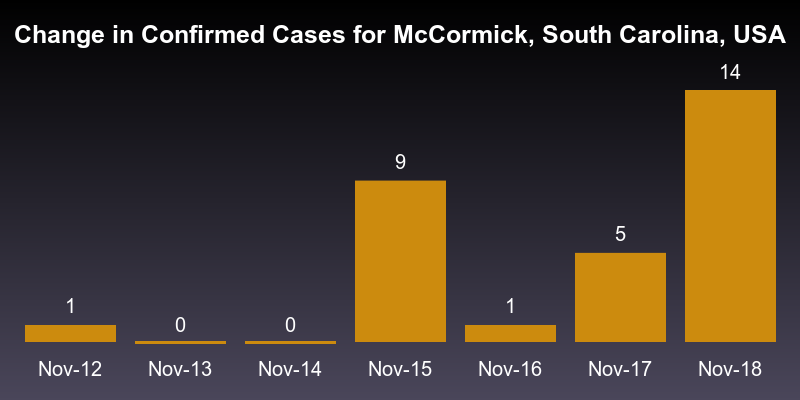 Change in Confirmed Cases for McCormick, South Carolina, USA
14
9
5
1
0
0
1
Nov-12
Nov-13
Nov-14
Nov-15
Nov-16
Nov-17
Nov-18